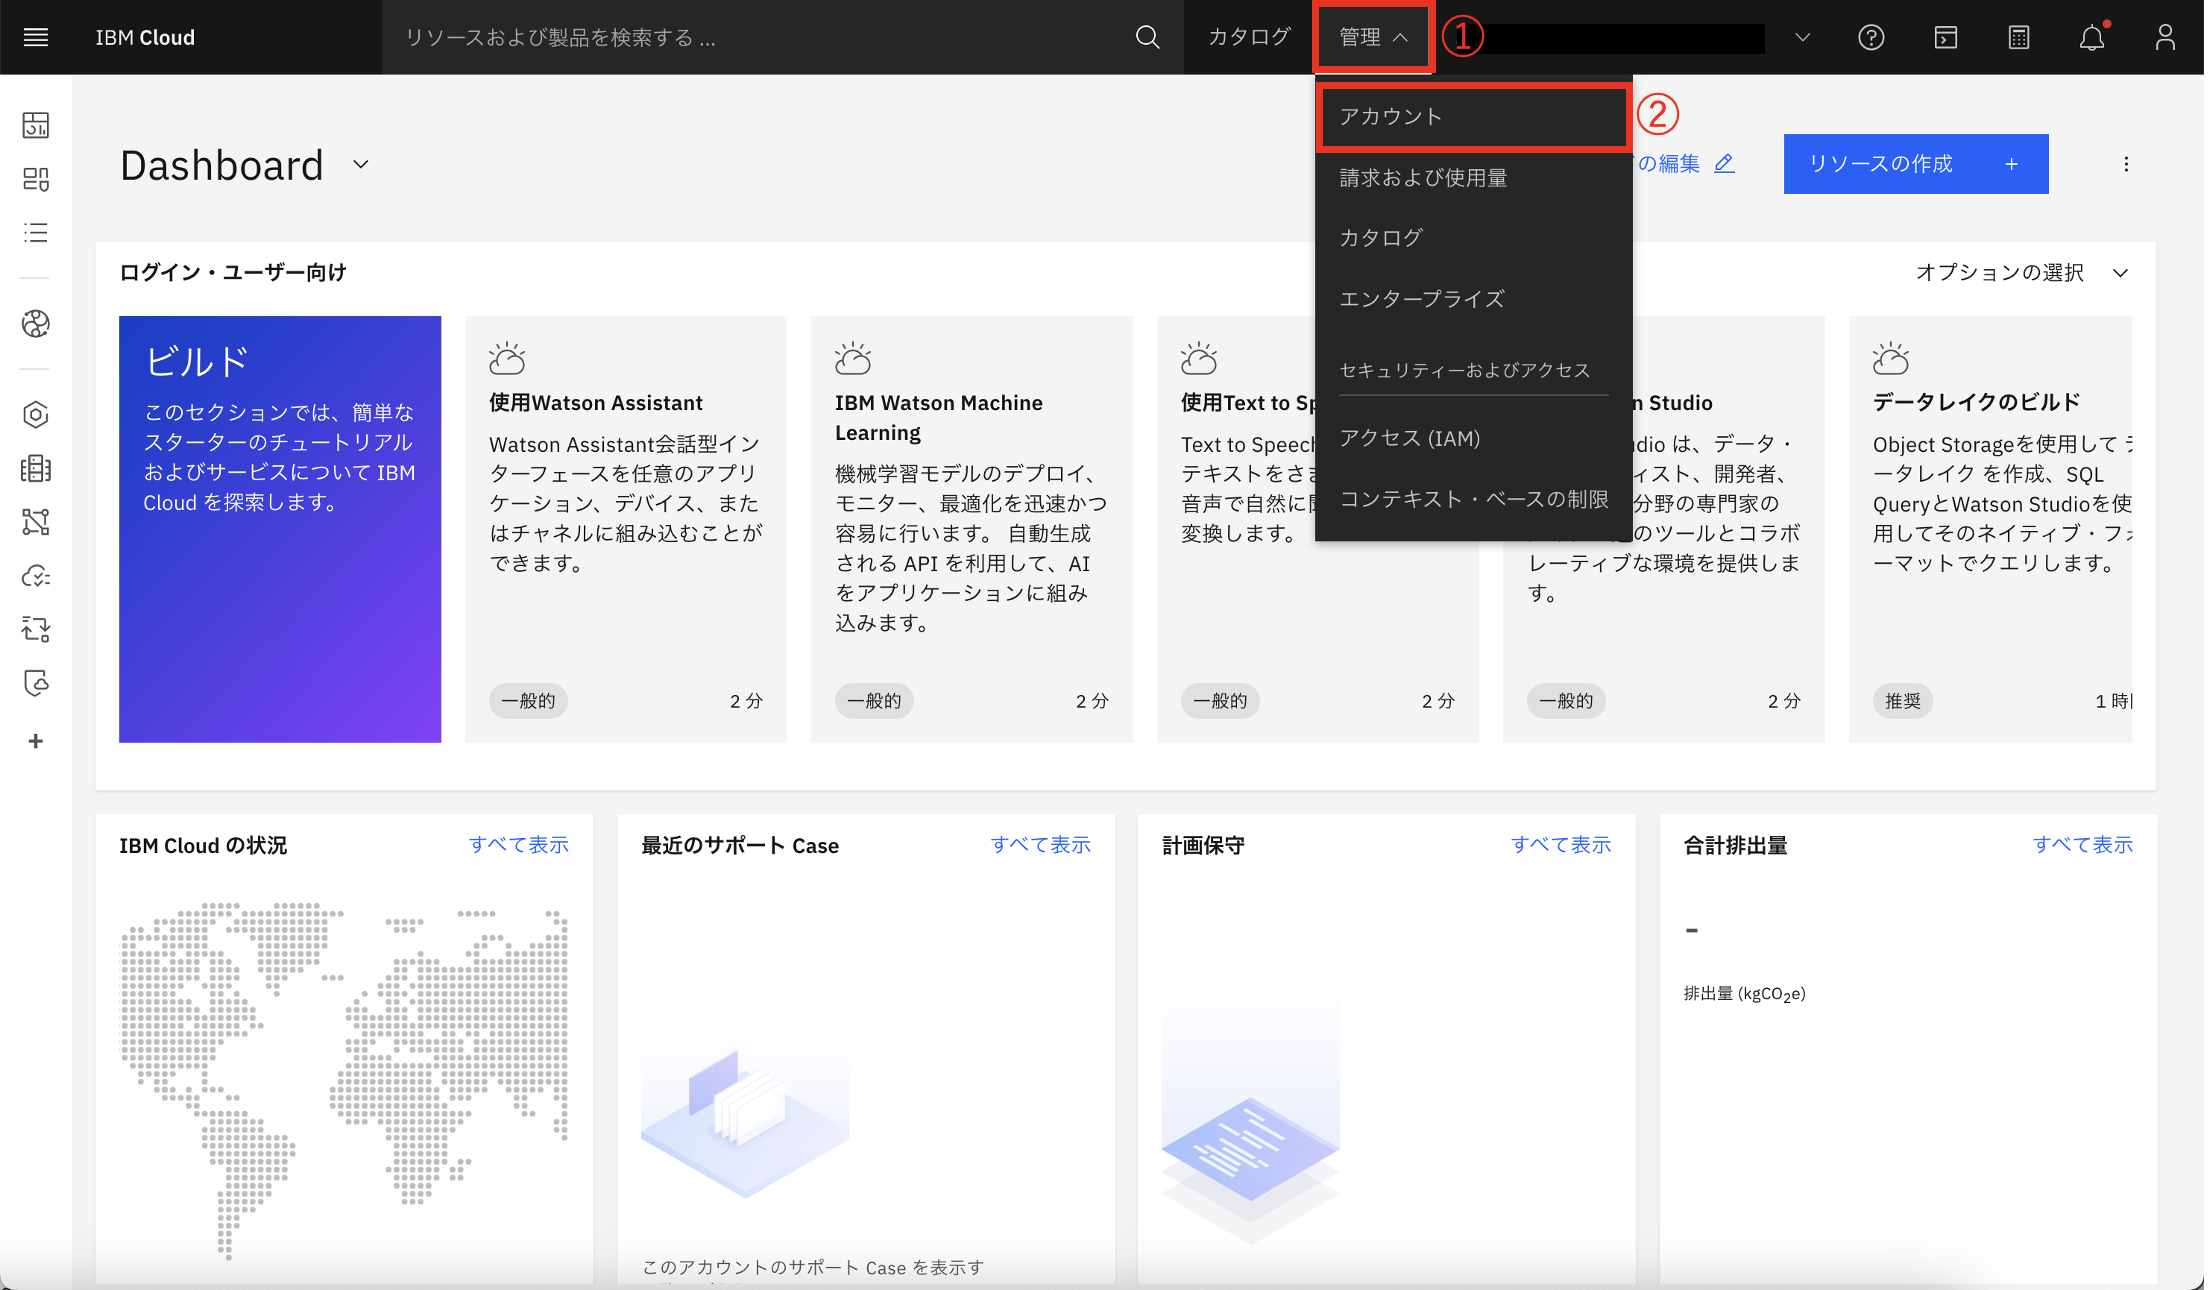 IBM Cloud
リソースおよび製品を検索する ...
カタログ
管理
①
アカウント
②
請求および使用量
カタログ
エンタープライズ
セキュリティーおよびアクセス
アクセス (IAM)
コンテキスト・ベースの制限
Dashboard
の編集
リソースの作成 +
ログイン・ユーザー向け
オプションの選択
ビルド
このセクションでは、簡単な
スターターのチュートリアル
およびサービスについて IBM
Cloud を探索します。
使用Watson Assistant
Watson Assistant会話型イン
ターフェースを任意のアプリ
ケーション、デバイス、また
はチャネルに組み込むことが
できます。
一般的
2 分
IBM Watson Machine
Learning
機械学習モデルのデプロイ、
モニター、最適化を迅速かつ
容易に行います。 自動生成
される API を利用して、AI
をアプリケーションに組み
込みます。
一般的
2 分
使用Text to Sp
Text to Speech
テキストをさま
音声で自然に
変換します。
一般的
2 分
n Studio
dio は、データ・
ィスト、開発者、
分野の専門家の
のツールとコラボ
レーティブな環境を提供しま
す。
一般的
2 分
データレイクのビルド
Object Storageを使用して デ
ータレイク を作成、SQL
QueryとWatson Studioを使
用してそのネイティブ・フォ
ーマットでクエリします。
推奨
1 時
IBM Cloud の状況
すべて表示
最近のサポート Case
すべて表示
このアカウントのサポート Case を表示す
計画保守
すべて表示
合計排出量
すべて表示
-
排出量 (kgCO₂e)